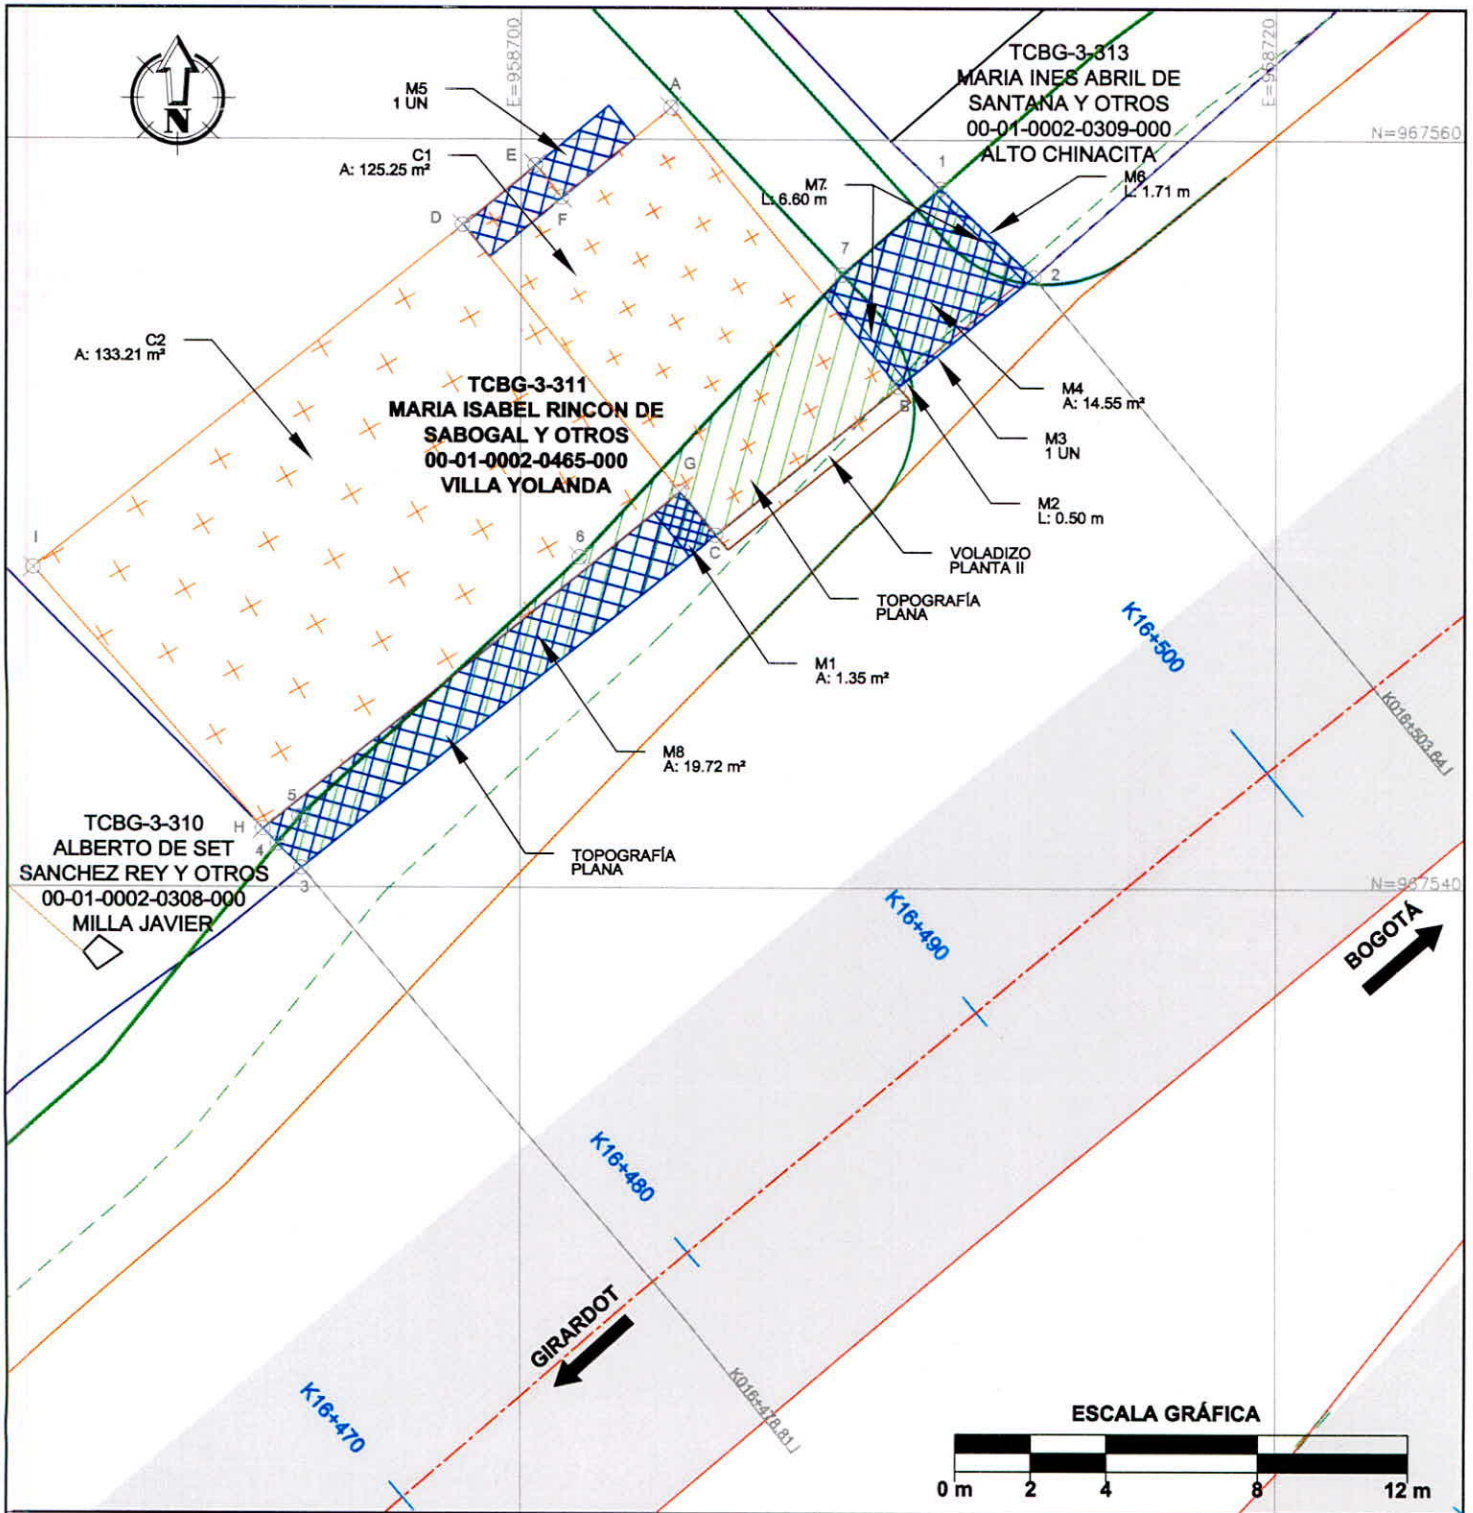 N
E=958700
E=958720
N=967560
N=967540
TCBG-3-313
MARIA INES ABRIL DE
SANTANA Y OTROS
00-01-0002-0309-000
ALTO CHINACITA
M5
1 UN
A
C1
A: 125.25 m²
E
F
D
1
M6
L: 1.71 m
M7
L: 6.60 m
7
2
C2
A: 133.21 m²
TCBG-3-311
MARIA ISABEL RINCON DE
SABOGAL Y OTROS
00-01-0002-0465-000
VILLA YOLANDA
M4
A: 14.55 m²
B
M3
1 UN
G
M2
L: 0.50 m
I
6
C
VOLADIZO
PLANTA II
TOPOGRAFÍA
PLANA
M1
A: 1.35 m²
K16+500
K016+503.64 I
M8
A: 19.72 m²
5
H
4
3
TCBG-3-310
ALBERTO DE SET
SANCHEZ REY Y OTROS
00-01-0002-0308-000
MILLA JAVIER
TOPOGRAFÍA
PLANA
K16+490
BOGOTÁ
K16+480
GIRARDOT
K016+478.81 I
K16+470
ESCALA GRÁFICA
0 m 2 4 8 12 m